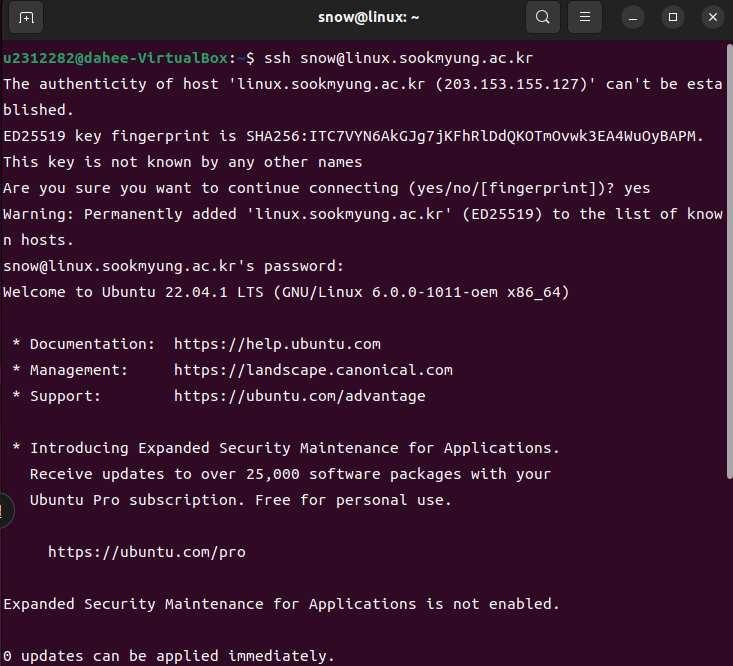 snow@linux: ~
u2312282@dahee-VirtualBox:~$ ssh snow@linux.sookmyung.ac.kr
The authenticity of host 'linux.sookmyung.ac.kr (203.153.155.127)' can't be esta
blished.
ED25519 key fingerprint is SHA256:ITC7VYN6AkGJg7jKFhRlDdQKOTmOvwk3EA4WuOyBAPM.
This key is not known by any other names
Are you sure you want to continue connecting (yes/no/[fingerprint])? yes
Warning: Permanently added 'linux.sookmyung.ac.kr' (ED25519) to the list of know
n hosts.
snow@linux.sookmyung.ac.kr's password:
Welcome to Ubuntu 22.04.1 LTS (GNU/Linux 6.0.0-1011-oem x86_64)
* Documentation:  https://help.ubuntu.com
* Management:     https://landscape.canonical.com
* Support:        https://ubuntu.com/advantage
* Introducing Expanded Security Maintenance for Applications.
Receive updates to over 25,000 software packages with your
Ubuntu Pro subscription. Free for personal use.
https://ubuntu.com/pro
Expanded Security Maintenance for Applications is not enabled.
0 updates can be applied immediately.